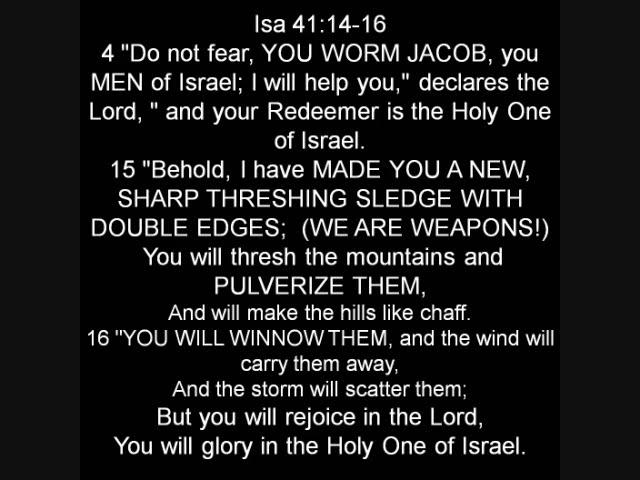 Isa 41:14-16
4 "Do not fear, YOU WORM JACOB, you
MEN of Israel; I will help you," declares the
Lord, " and your Redeemer is the Holy One
of Israel.
15 "Behold, I have MADE YOU A NEW,
SHARP THRESHING SLEDGE WITH
DOUBLE EDGES;  (WE ARE WEAPONS!)
You will thresh the mountains and
PULVERIZE THEM,
And will make the hills like chaff.
16 "YOU WILL WINNOW THEM, and the wind will
carry them away,
And the storm will scatter them;
But you will rejoice in the Lord,
You will glory in the Holy One of Israel.